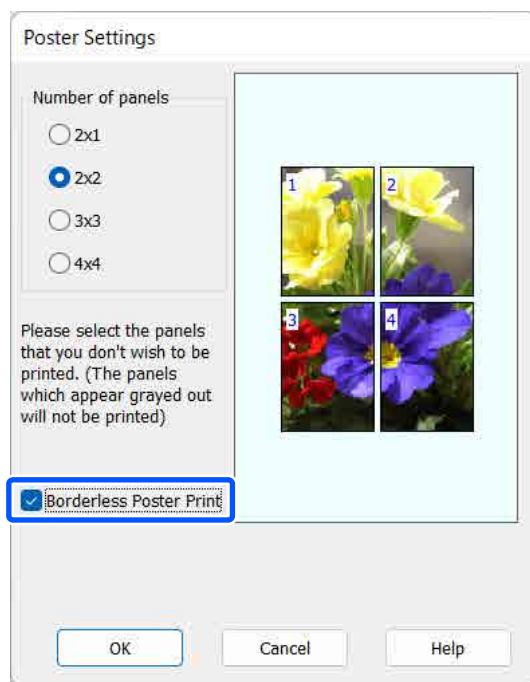 Poster Settings
Number of panels
2x1
2x2
3x3
4x4
Please select the panels
that you don't wish to be
printed. (The panels
which appear grayed out
will not be printed)
Borderless Poster Print
1
2
3
4
OK
Cancel
Help